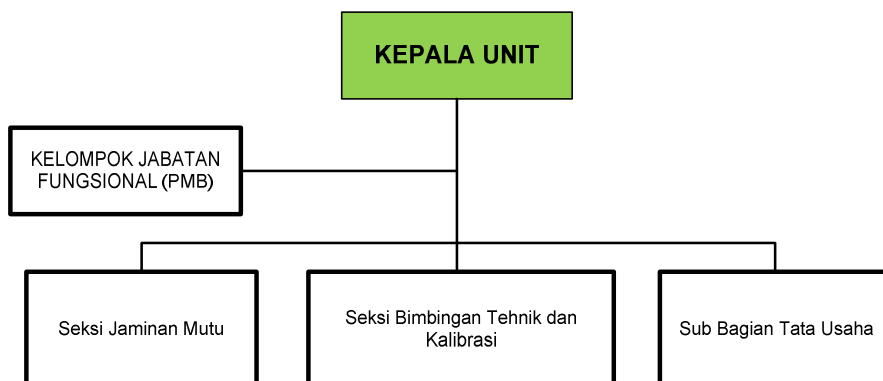 KEPALA UNIT
KELOMPOK JABATAN
FUNGSIONAL (PMB)
Seksi Jaminan Mutu
Seksi Bimbingan Tehnik dan
Kalibrasi
Sub Bagian Tata Usaha